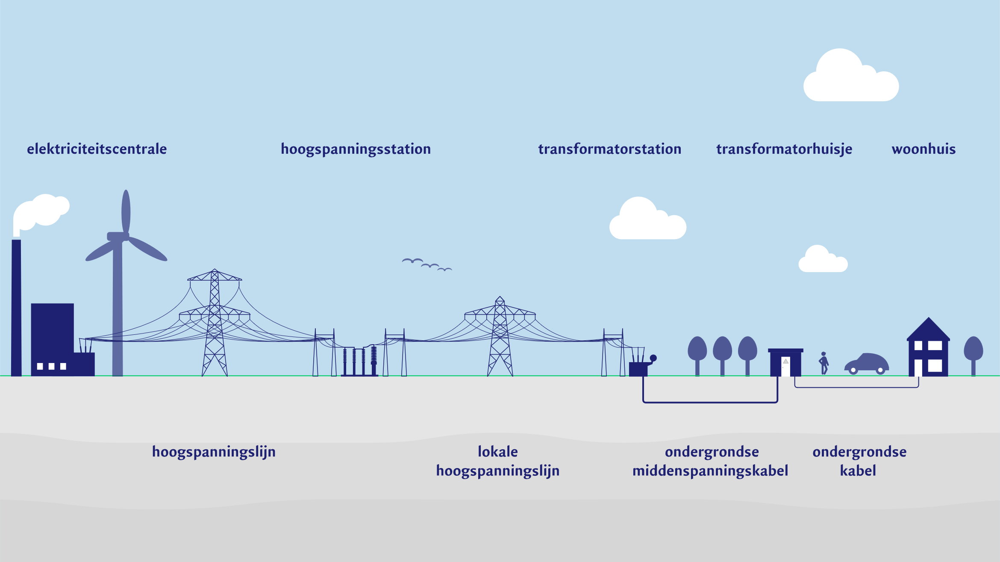 elektriciteitscentrale
hoogspanningsstation
transformatorstation
transformatorhuisje
woonhuis
hoogspanningslijn
lokale
hoogspanningslijn
ondergrondse
middenspanningskabel
ondergrondse
kabel